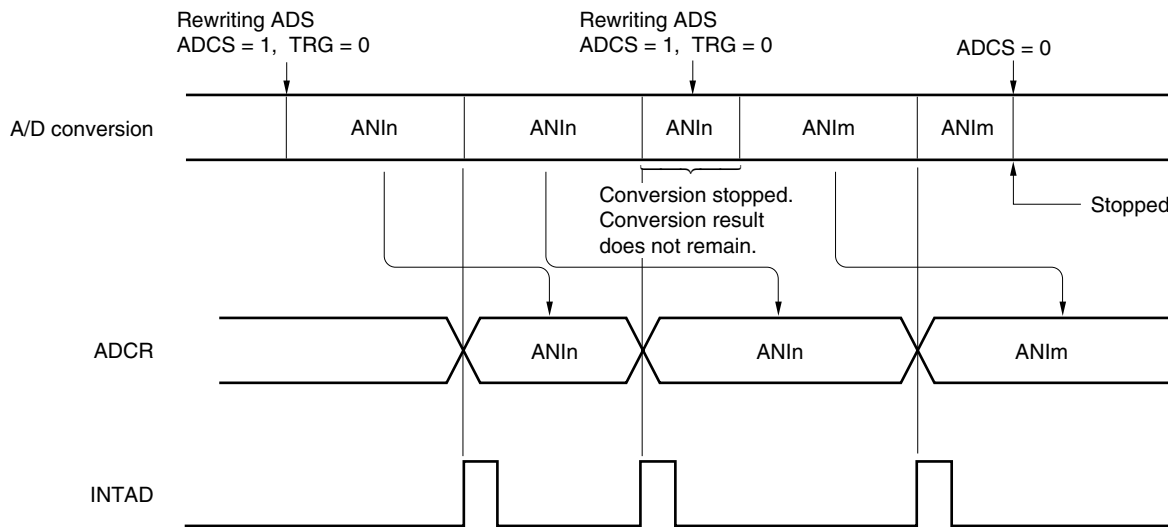 Rewriting ADS
ADCS = 1, TRG = 0
Rewriting ADS
ADCS = 1, TRG = 0
ADCS = 0
A/D conversion
ANIn
ANIn
ANIn
ANIm
ANIm
Conversion stopped.
Conversion result
does not remain.
Stopped
ADCR
ANIn
ANIn
ANIm
INTAD